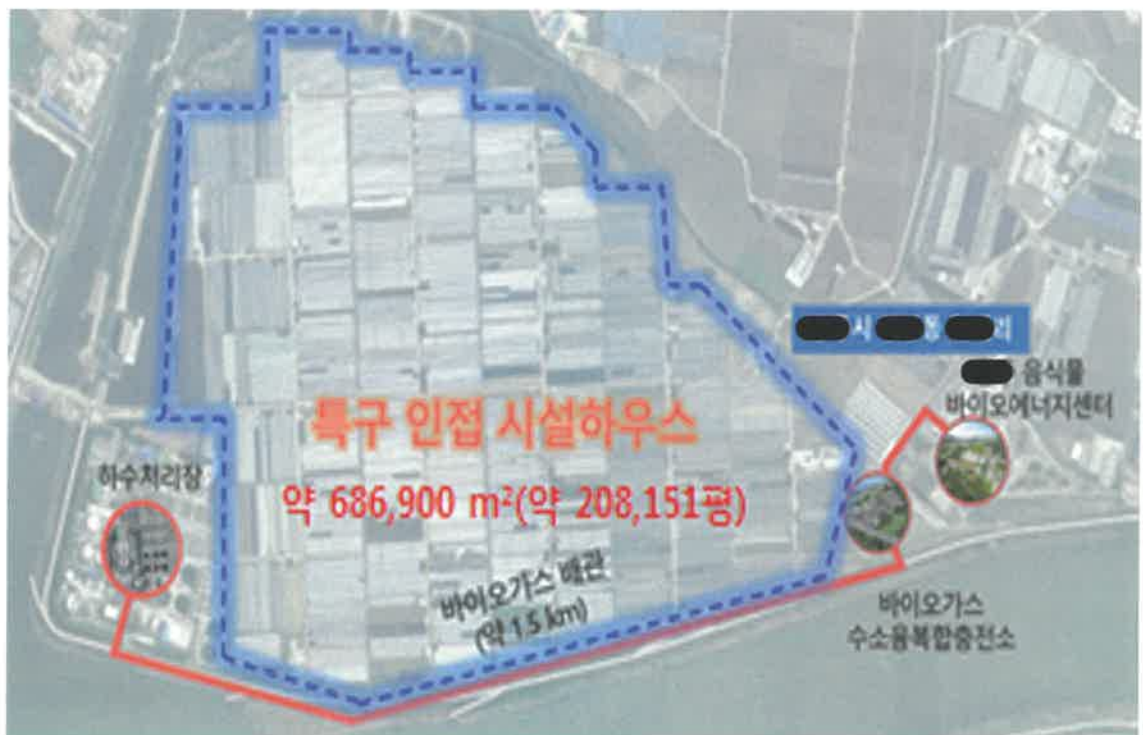 시 동 리
음식물
바이오에너지센터
특구 인접 시설하우스
하수처리장
약 686,900 m²(약 208,151평)
바이오가스 배관
(약 1.5 km)
바이오가스
수소융복합충전소